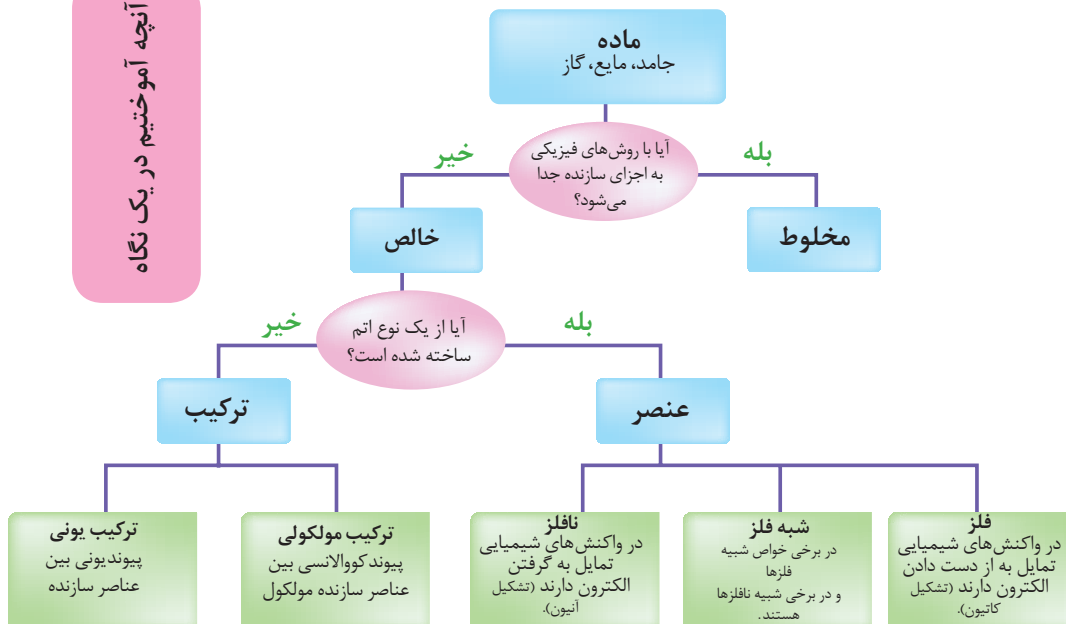 آنچه آموختیم در یک نگاه
ماده
جامد، مایع، گاز
آیا با روش‌های فیزیکی
به اجزای سازنده جدا
می‌شود؟
بله
خیر
مخلوط
خالص
آیا از یک نوع اتم
ساخته شده است؟
بله
خیر
عنصر
ترکیب
فلز
در واکنش‌های شیمیایی
تمایل به از دست دادن
الکترون دارند (تشکیل
کاتیون).
شبه فلز
در برخی خواص شبیه
فلزها
و در برخی شبیه نافلزها
هستند.
نافلز
در واکنش‌های شیمیایی
تمایل به گرفتن
الکترون دارند (تشکیل
آنیون).
ترکیب مولکولی
پیوندکووالانسی بین
عناصر سازنده مولکول
ترکیب یونی
پیوندیونی بین
عناصر سازنده